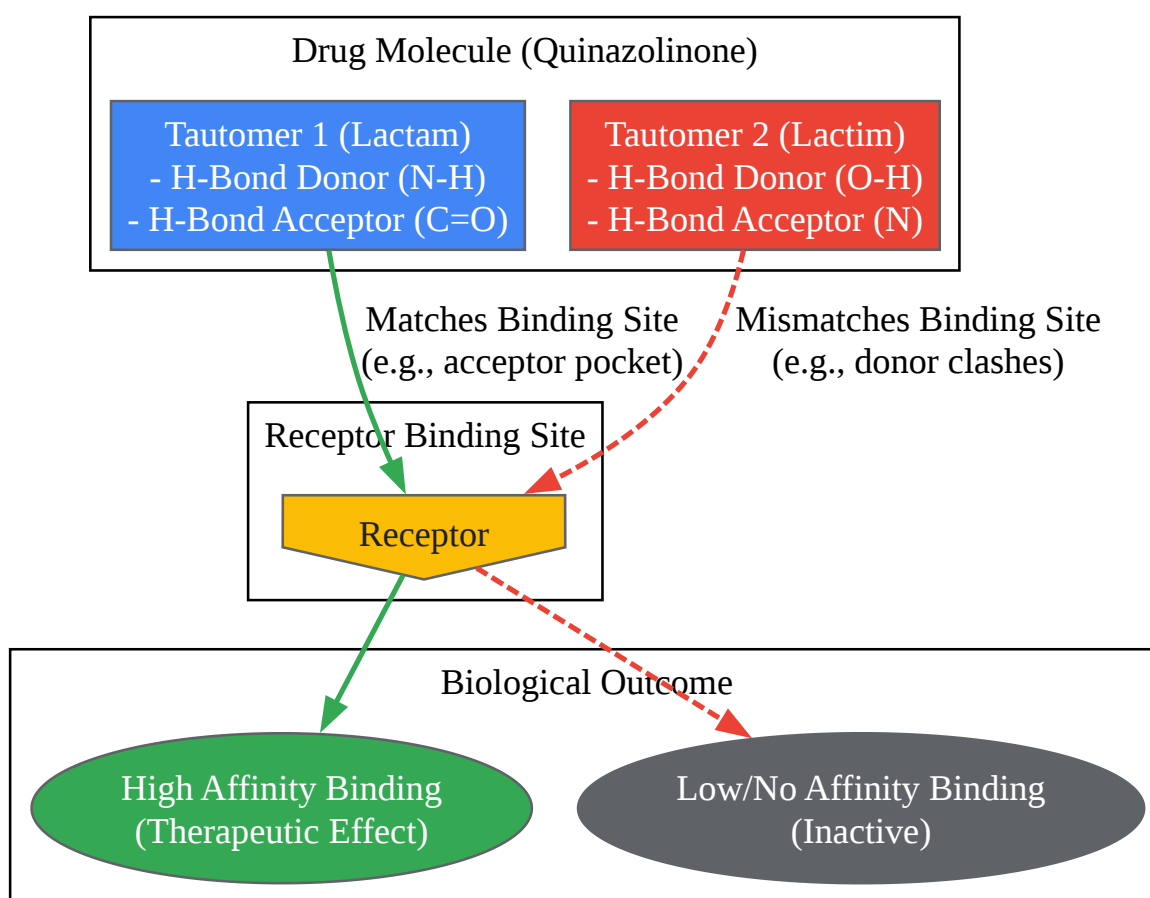 Drug Molecule (Quinazolinone)
Tautomer 1 (Lactam)
- H-Bond Donor (N-H)
- H-Bond Acceptor (C=O)
Tautomer 2 (Lactim)
- H-Bond Donor (O-H)
- H-Bond Acceptor (N)
Matches Binding Site
(e.g., acceptor pocket)
Mismatches Binding Site
(e.g., donor clashes)
Receptor Binding Site
Receptor
Biological Outcome
High Affinity Binding
(Therapeutic Effect)
Low/No Affinity Binding
(Inactive)